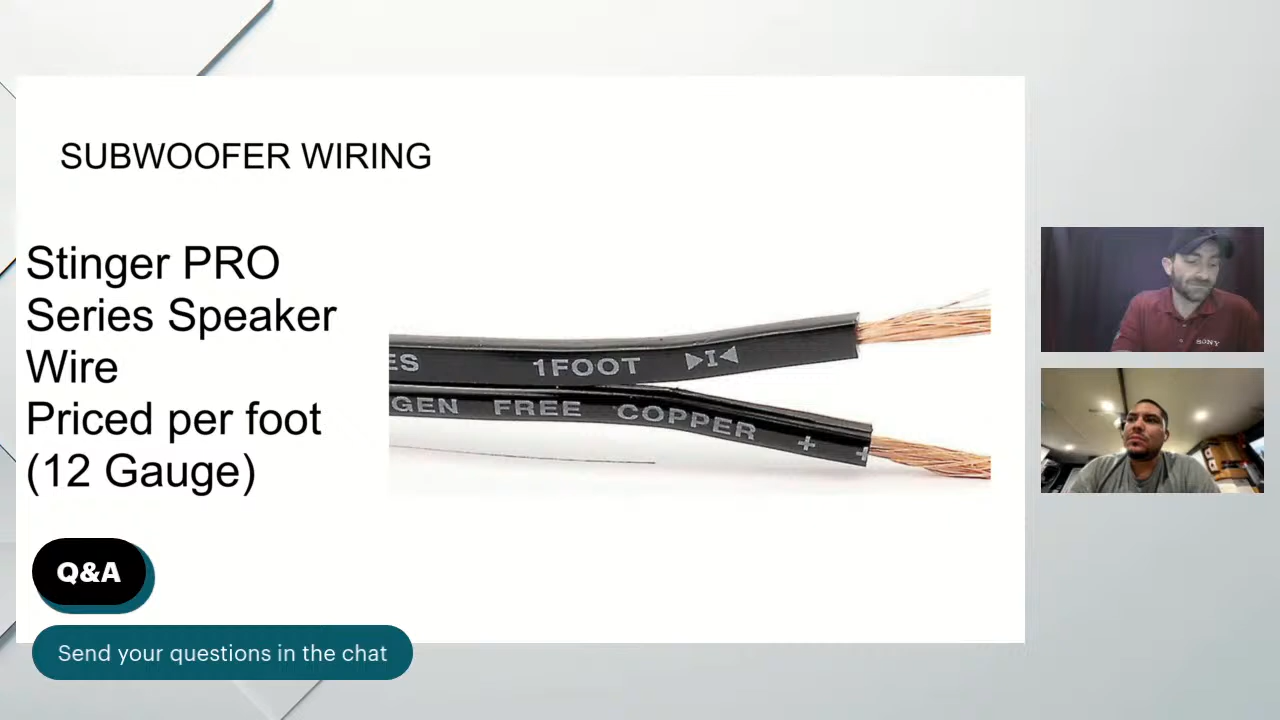 SUBWOOFER WIRING
Stinger PRO
Series Speaker
Wire
Priced per foot
(12 Gauge)
ES 1FOOT
GEN FREE COPPER + +
Q&A
Send your questions in the chat
SONY